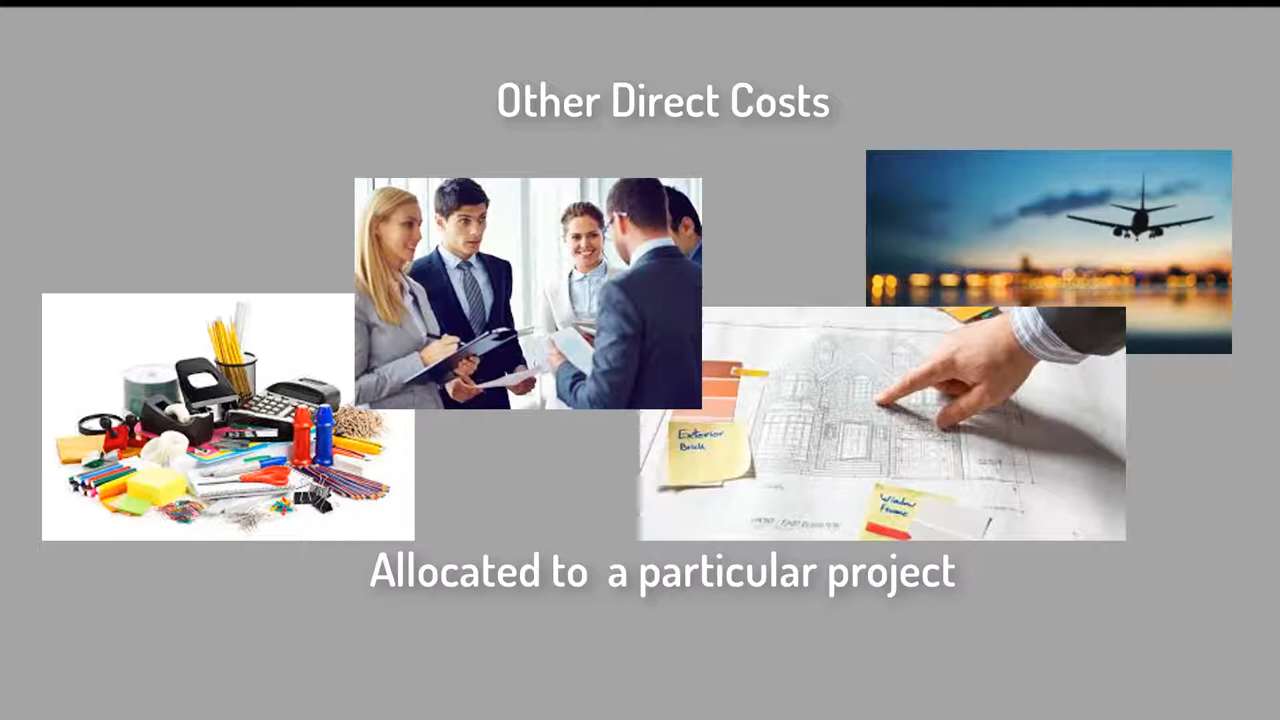 Other Direct Costs
Exterior
Brick
Window
Frame
Allocated to a particular project